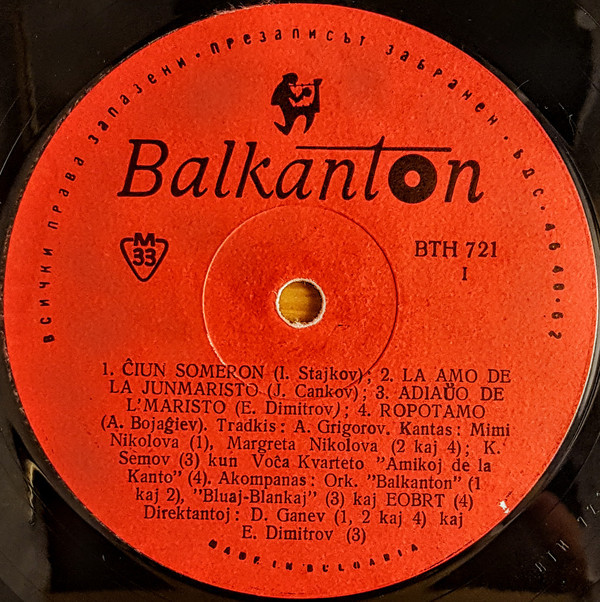 ВСИЧКИ ПРАВА ЗАПАЗЕНИ · ПРЕЗАПИСЪТ ЗАБРАНЕН · БДС · 4840-62
Balkanton
M
33
ВТН 721
I
1. ĈIUN SOMERON (I. Stajkov); 2. LA AMO DE
LA JUNMARISTO (J. Cankov); 3. ADIAŬO DE
L'MARISTO (E. Dimitrov); 4. ROPOTAMO
(A. Bojaĝiev). Tradkis: A. Grigorov. Kantas: Mimi
Nikolova (1), Margreta Nikolova (2 kaj 4); K.
Semov (3) kun Voĉa Kvarteto "Amikoj de la
Kanto" (4). Akompanas: Ork. "Balkanton" (1
kaj 2), "Bluaj-Blankaj" (3) kaj EOBRT (4)
Direktantoj: D. Ganev (1, 2 kaj 4) kaj
E. Dimitrov (3)
MADE IN BULGARIA